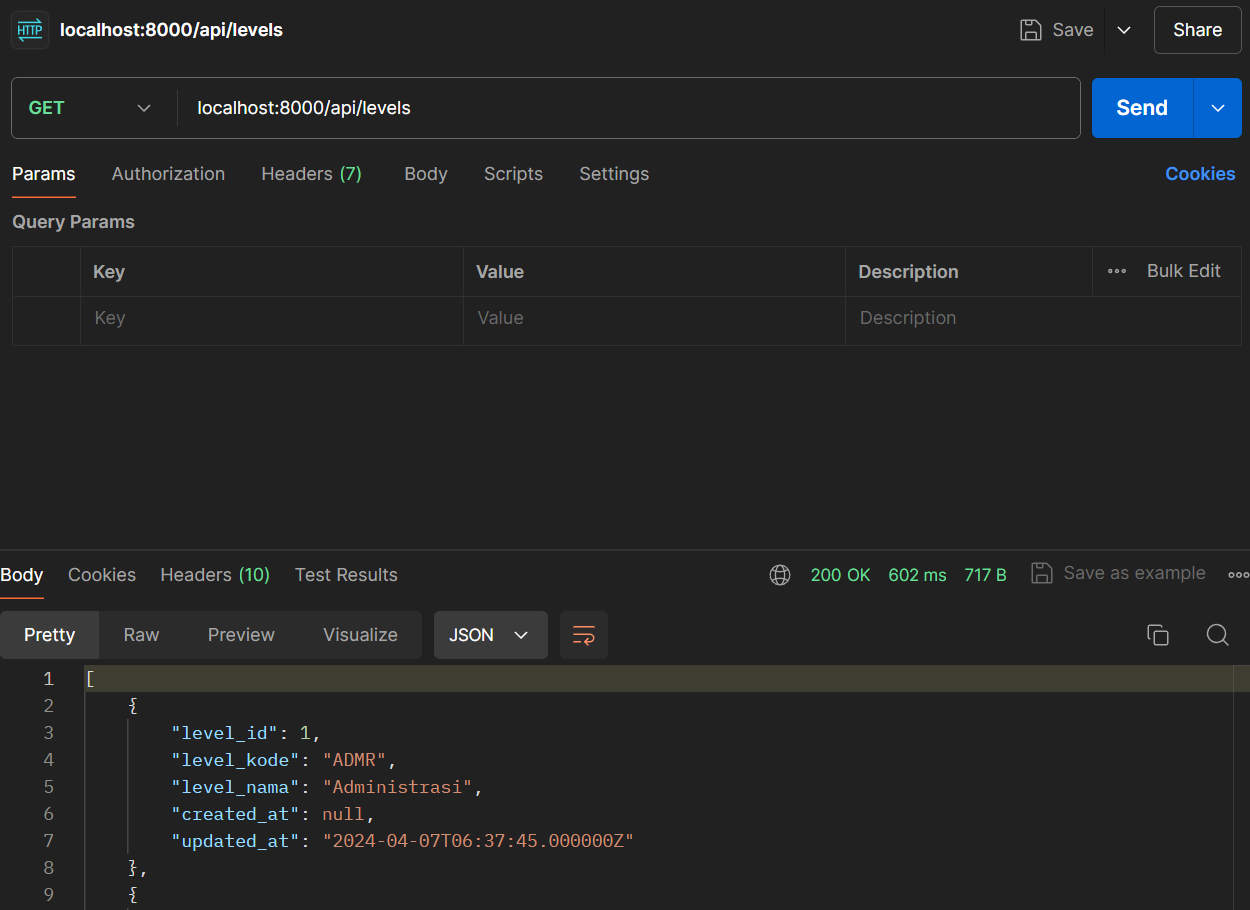 HTTP localhost:8000/api/levels Save Share
GET localhost:8000/api/levels Send
Params Authorization Headers (7) Body Scripts Settings Cookies
Query Params
Key Value Description Bulk Edit
Key Value Description
Body Cookies Headers (10) Test Results 200 OK 602 ms 717 B Save as example
Pretty Raw Preview Visualize JSON
1 [
2 {
3 "level_id": 1,
4 "level_kode": "ADMR",
5 "level_nama": "Administrasi",
6 "created_at": null,
7 "updated_at": "2024-04-07T06:37:45.000000Z"
8 },
9 {